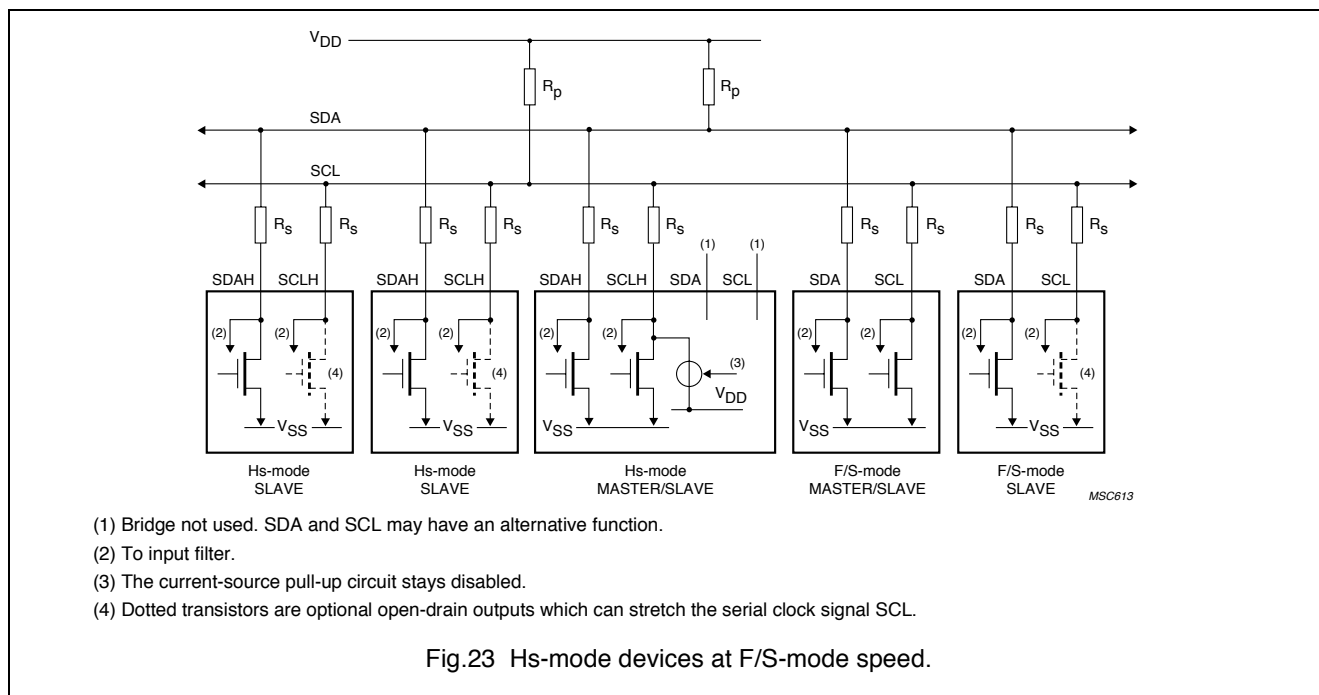 VDD
Rp Rp
SDA
SCL
Rs Rs Rs Rs Rs Rs Rs Rs Rs Rs
(1) (1)
SDAH SCLH SDAH SCLH SDAH SCLH SDA SCL SDA SCL SDA SCL
(2) (2) (2) (2) (2) (2) (2) (2) (2) (2)
(4) (4) (3) (4)
VDD
VSS VSS VSS VSS VSS
Hs-mode Hs-mode Hs-mode F/S-mode F/S-mode
SLAVE SLAVE MASTER/SLAVE MASTER/SLAVE SLAVE
MSC613
(1) Bridge not used. SDA and SCL may have an alternative function.
(2) To input filter.
(3) The current-source pull-up circuit stays disabled.
(4) Dotted transistors are optional open-drain outputs which can stretch the serial clock signal SCL.
Fig.23 Hs-mode devices at F/S-mode speed.